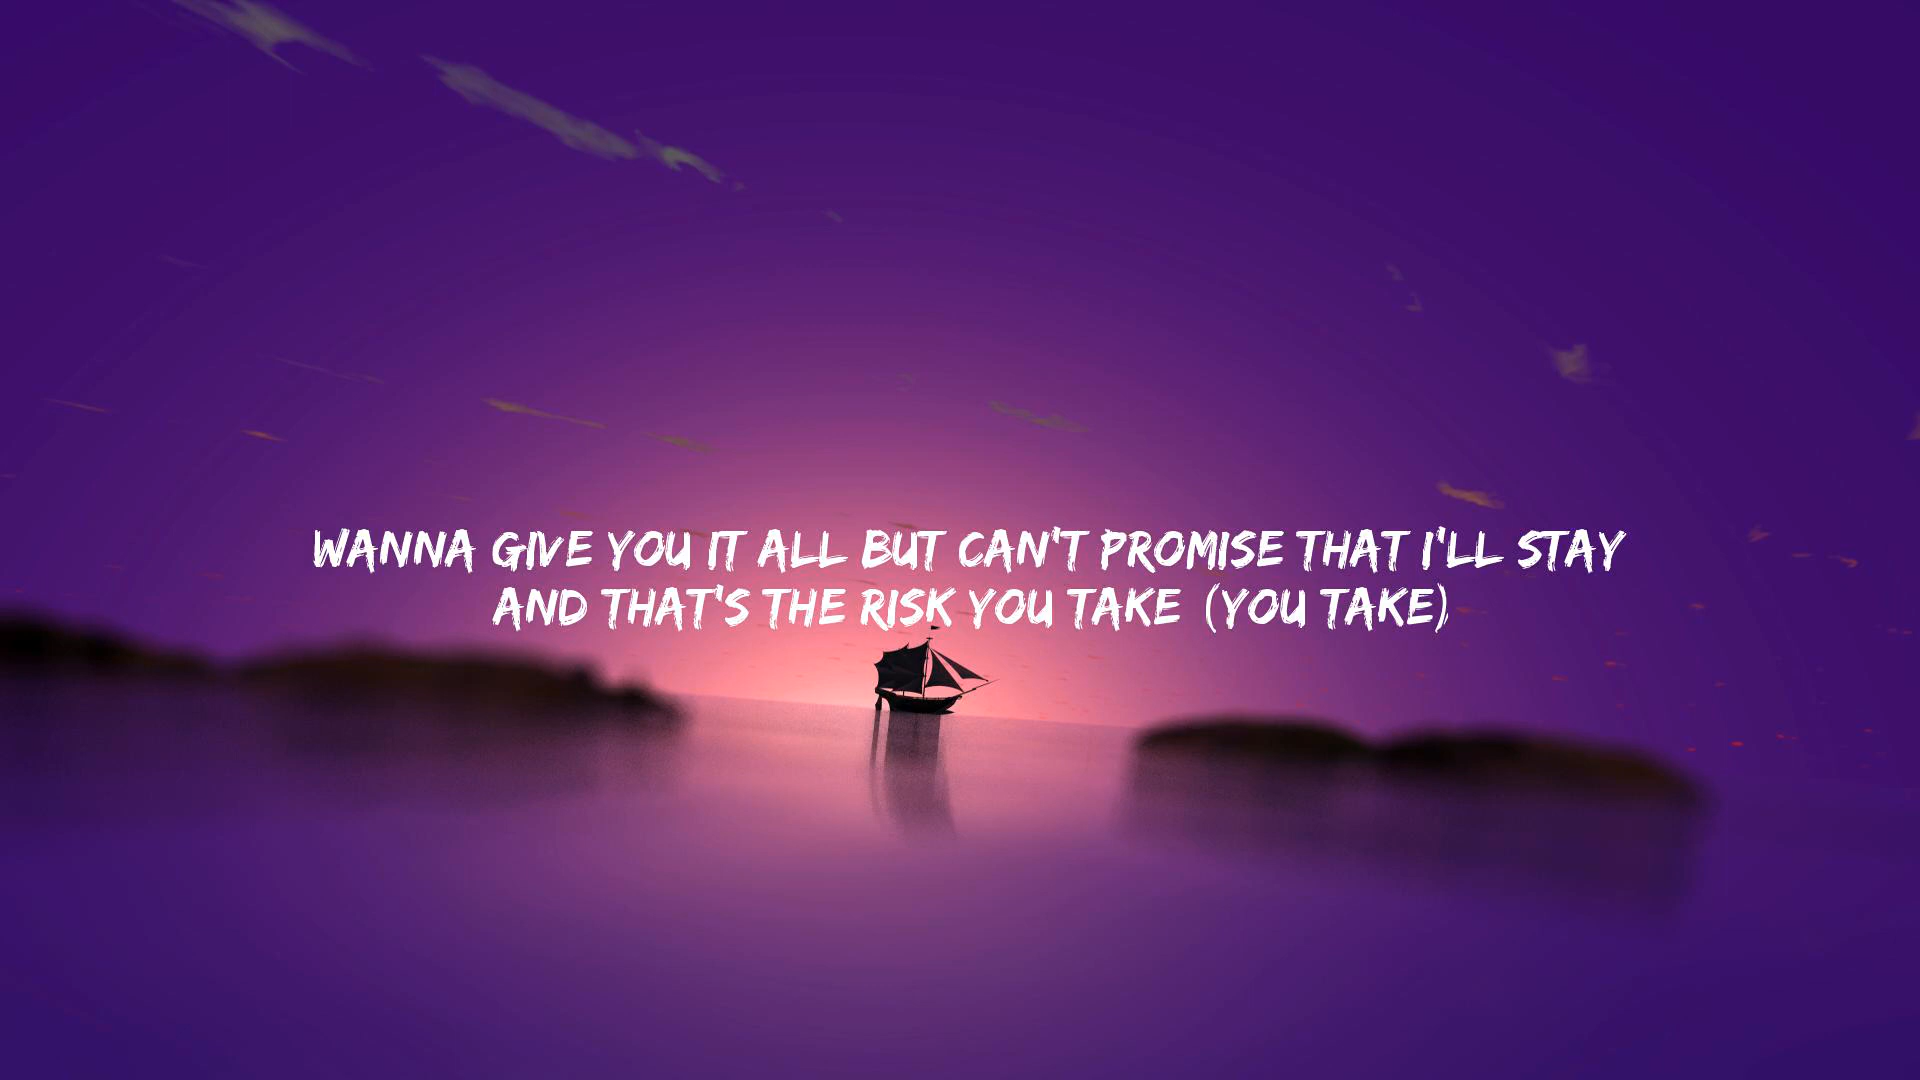 WANNA GIVE YOU IT ALL BUT CAN'T PROMISE THAT I'LL STAY
AND THAT'S THE RISK YOU TAKE (YOU TAKE)